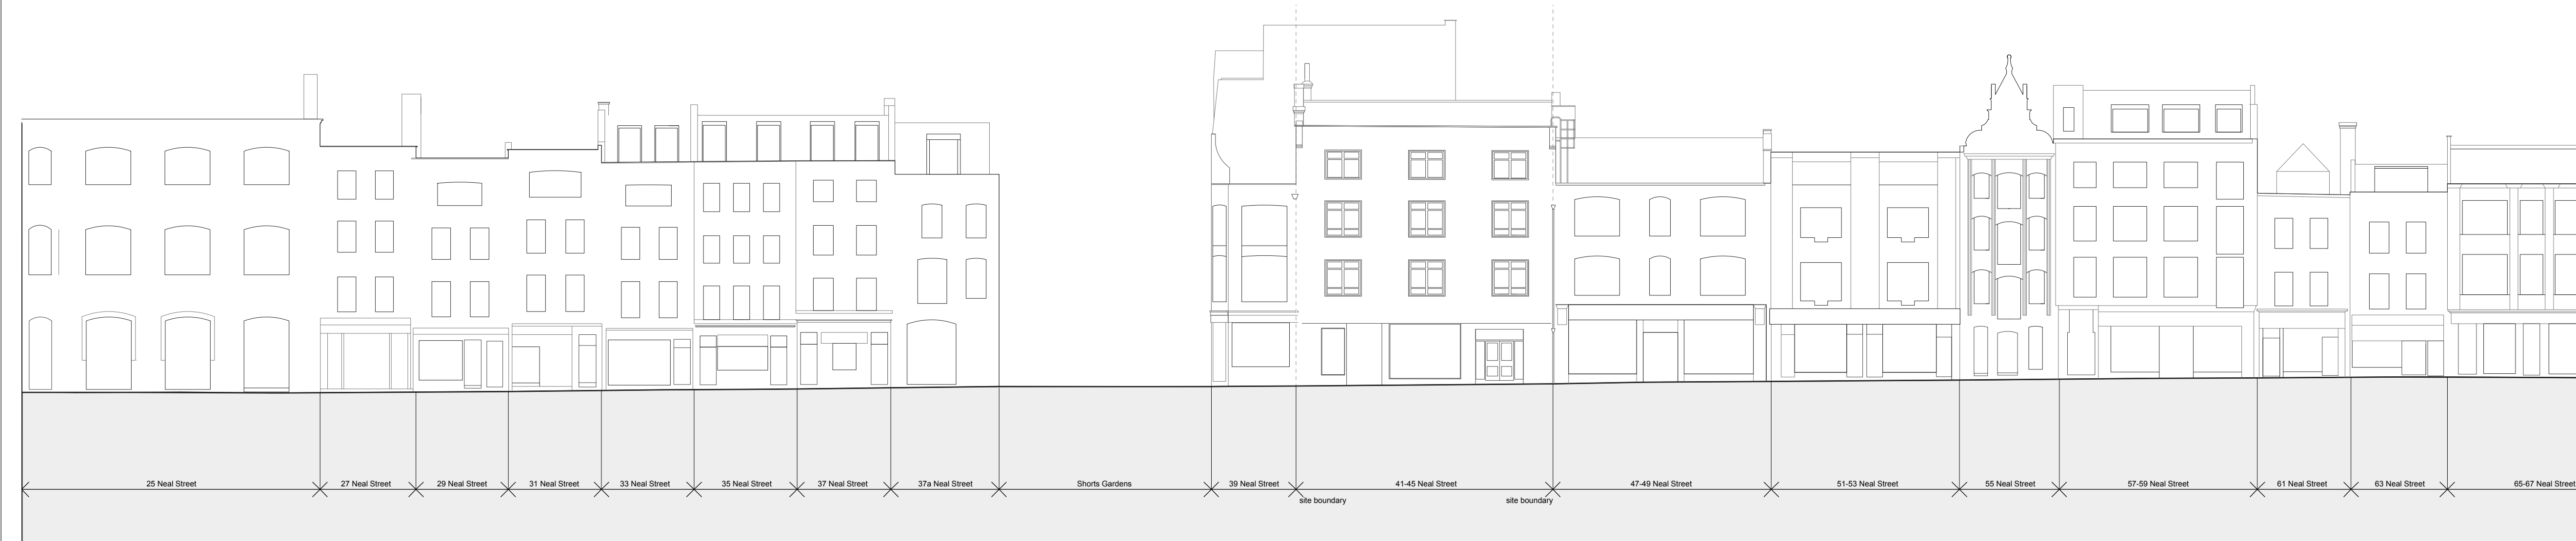 25 Neal Street
27 Neal Street
29 Neal Street
31 Neal Street
33 Neal Street
35 Neal Street
37 Neal Street
37a Neal Street
Shorts Gardens
39 Neal Street
41-45 Neal Street
47-49 Neal Street
51-53 Neal Street
55 Neal Street
57-59 Neal Street
61 Neal Street
63 Neal Street
65-67 Neal Street
site boundary
site boundary